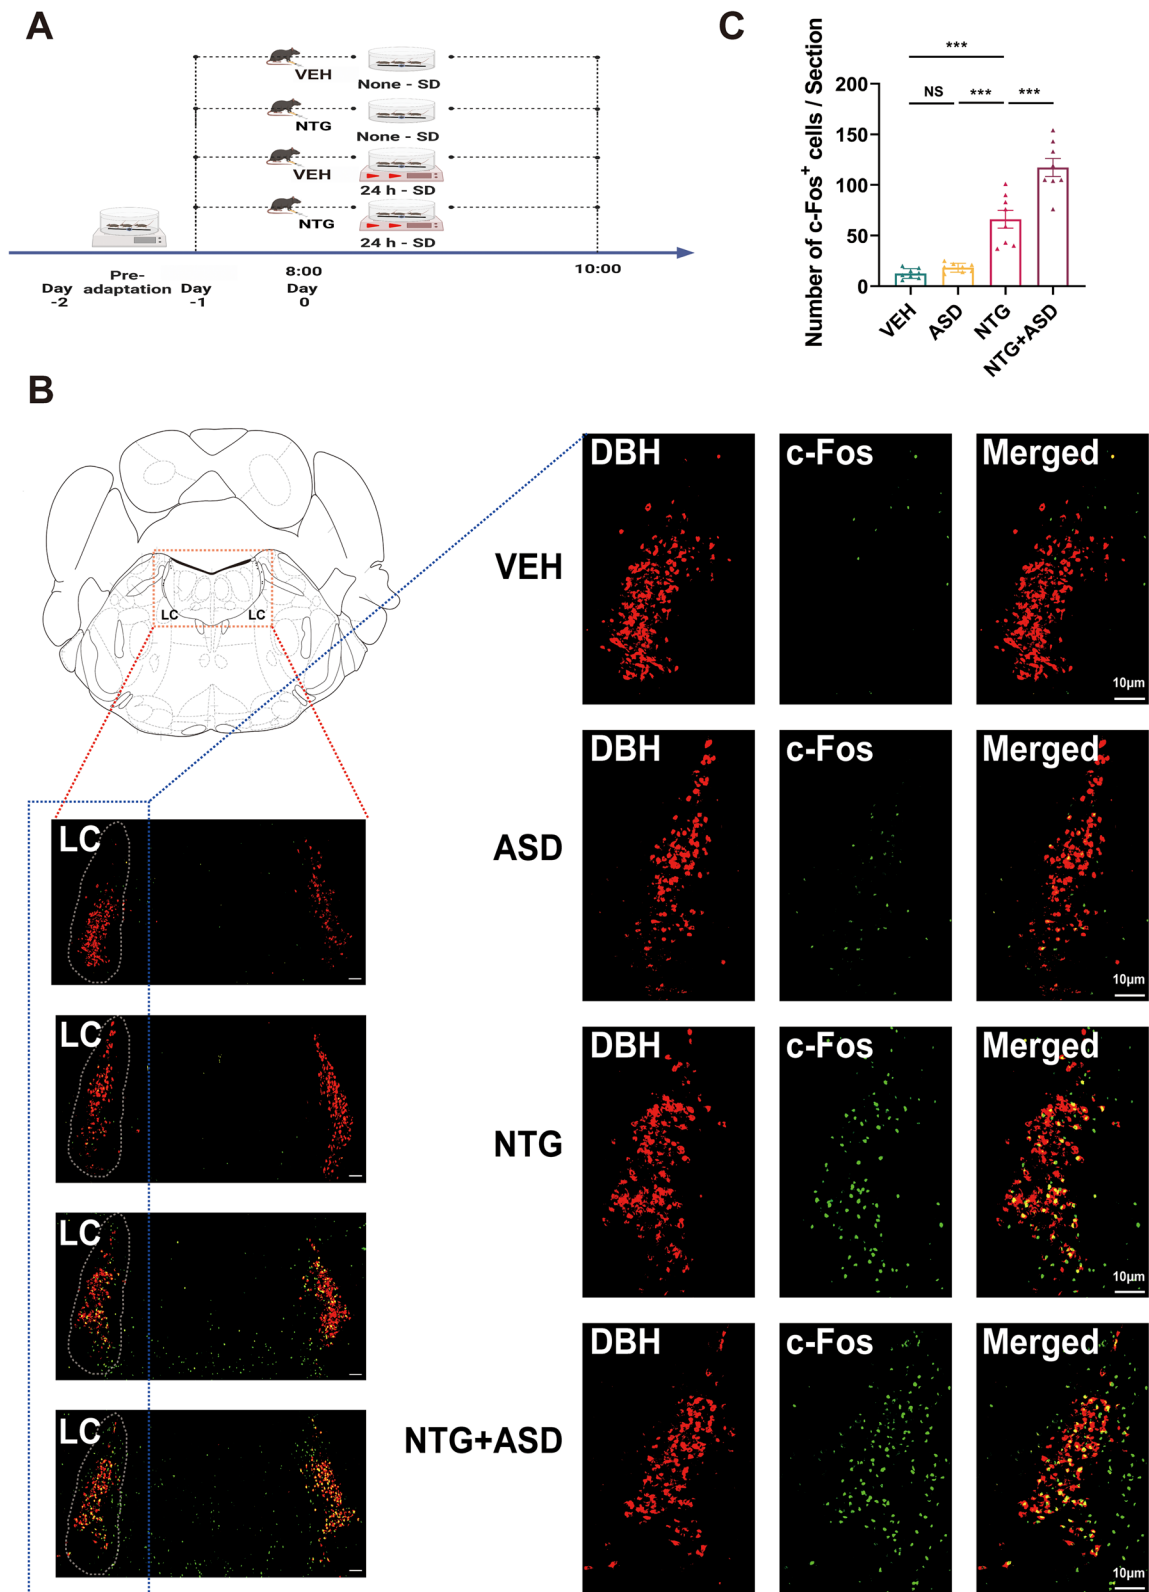 A
VEH
None - SD
NTG
None - SD
VEH
24 h - SD
NTG
24 h - SD
Pre-
adaptation
Day
-2
Day
-1
8:00
Day
0
10:00
C
Number of c-Fos+ cells / Section
200
150
100
50
0
***
NS
***
***
VEH
ASD
NTG
NTG+ASD
B
LC
LC
LC
LC
LC
LC
VEH
DBH
c-Fos
Merged
10μm
ASD
DBH
c-Fos
Merged
10μm
NTG
DBH
c-Fos
Merged
10μm
NTG+ASD
DBH
c-Fos
Merged
10μm